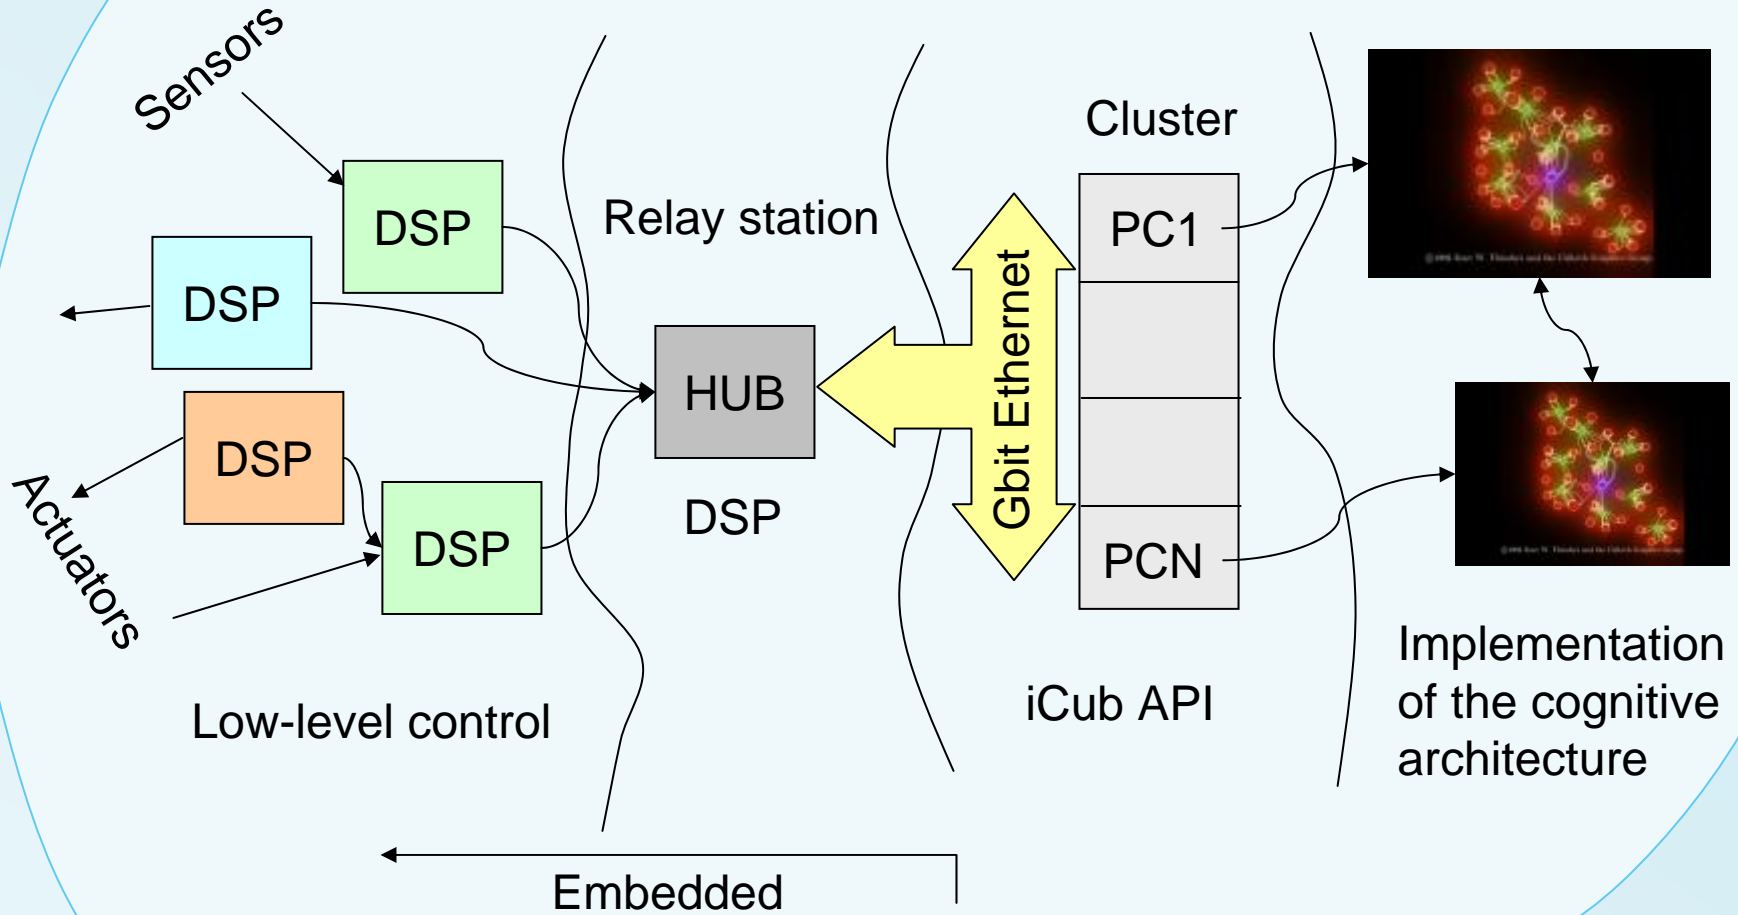 Sensors
Cluster
DSP
Relay station
PC1
DSP
Gbit Ethernet
HUB
DSP
Actuators
DSP
DSP
PCN
Low-level control
iCub API
Implementation
of the cognitive
architecture
Embedded